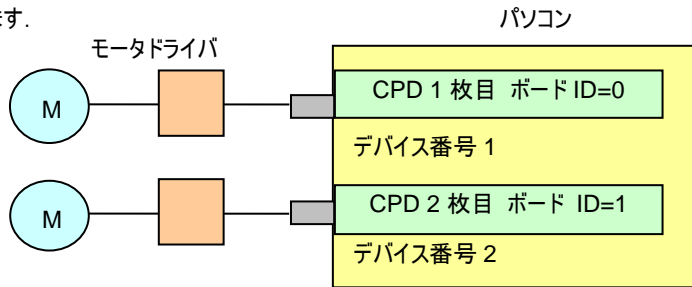 ます.
パソコン
モータドライバ
M
CPD 1 枚目 ボード ID=0
デバイス番号 1
M
CPD 2 枚目 ボード ID=1
デバイス番号 2